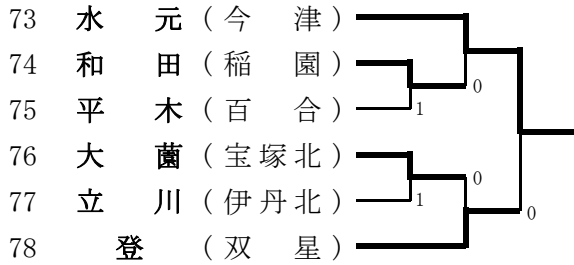 73 水 元 ( 今 津 )
74 和 田 ( 稲 園 )
0
75 平 木 ( 百 合 )
1
76 大 薗 ( 宝 塚 北 )
0
77 立 川 ( 伊 丹 北 )
1
0
78 登 ( 双 星 )